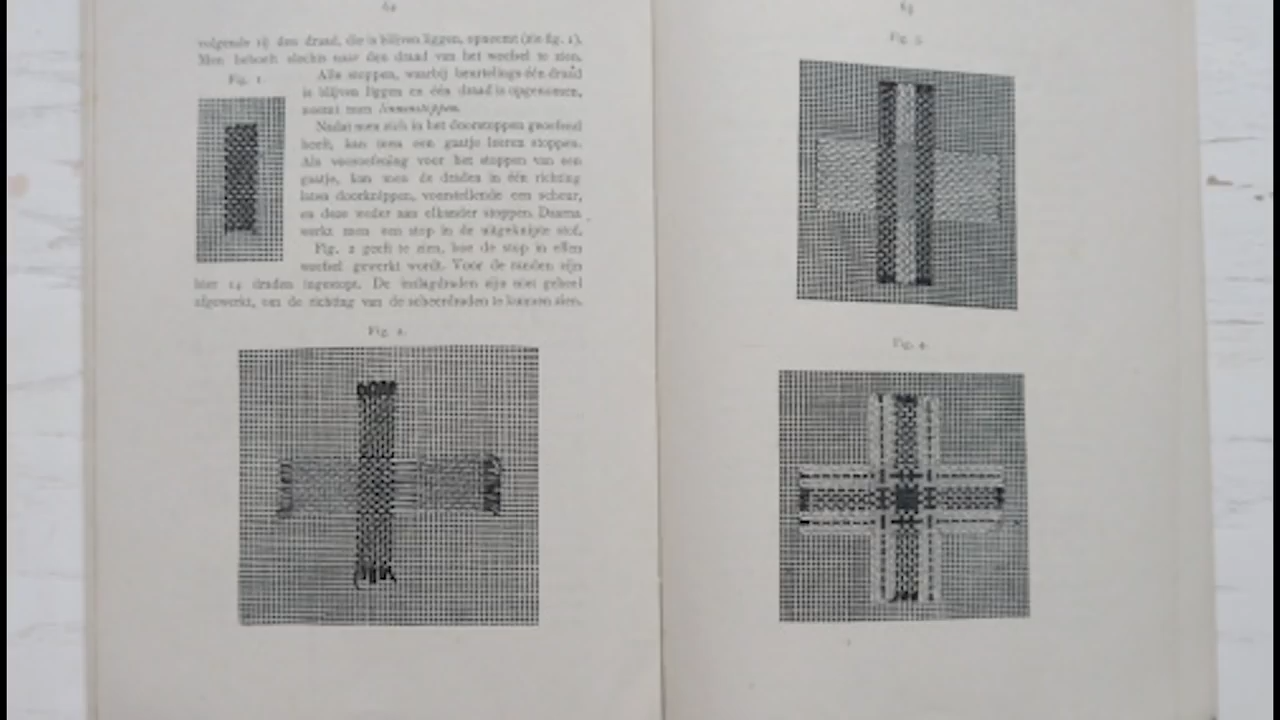 volgende rij den draad, die is blijven liggen, opneemt (zie fig. 1).
Men behoeft slechts naar den draad van het weefsel te zien.
Fig. 1.
Alle stoppen, waarbij beurtelings één draad
is blijven liggen en één draad is opgenomen,
noemt men linnenstoppen.
Nadat men zich in het doorstoppen geoefend
heeft, kan men een gaatje leeren stoppen.
Als vooroefening voor het stoppen van een
gaatje, kan men de draden in één richting
laten doorknippen, voorstellende een scheur,
en deze weder aan elkander stoppen. Daarna
werkt men een stop in de uitgeknipte stof.
Fig. 2 geeft te zien, hoe de stop in effen
weefsel gewerkt wordt. Voor de randen zijn
hier 14 draden ingestopt. De inslagdraden zijn niet geheel
afgewerkt, om de richting van de scheerdraden te kunnen zien.
Fig. 2.
Fig. 3.
Fig. 4.